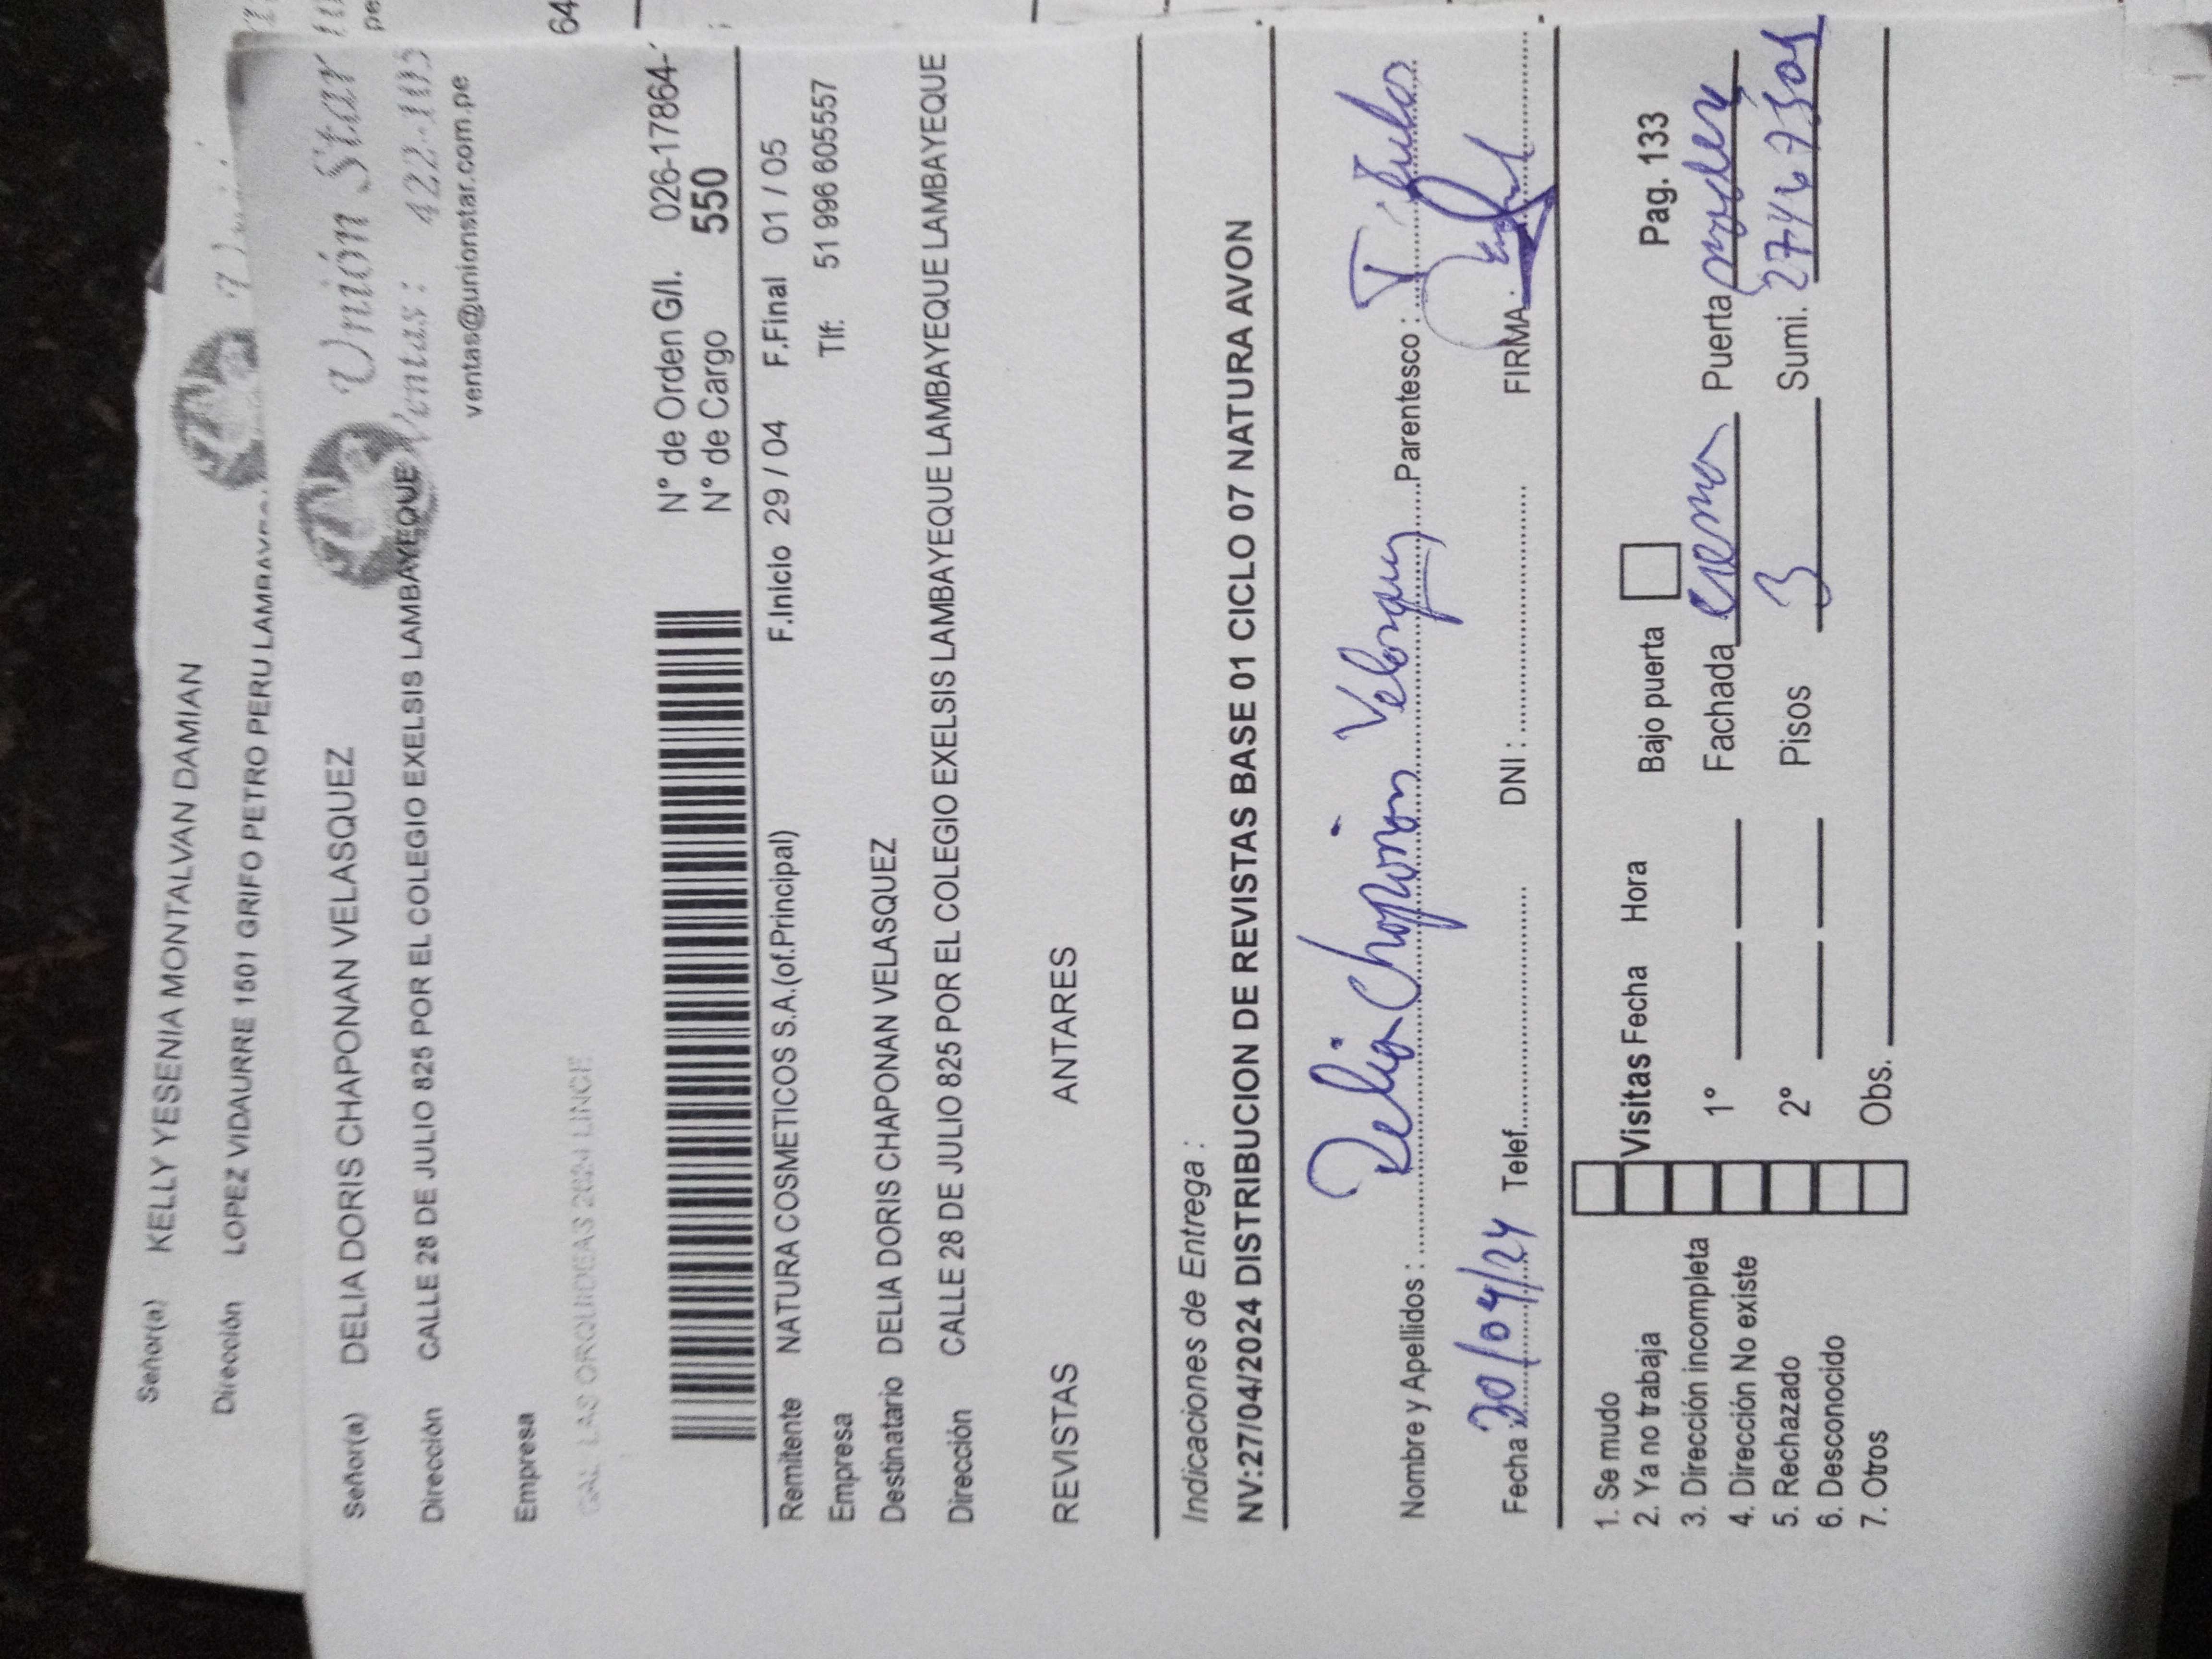 Señor(a) KELLY YESENIA MONTALVAN DAMIAN
Dirección LOPEZ VIDAURRE 1501 GRIFO PETRO PERU
Unión Star
Ventas: 422-103
ventas@unionstar.com.pe
Señor(a) DELIA DORIS CHAPONAN VELASQUEZ
Dirección CALLE 28 DE JULIO 825 POR EL COLEGIO EXELSIS LAMBAYEQUE
Empresa
64
CAL LAS ORQUIDEAS 2624 LINCE
N° de Orden G/I. 026-17864-
N° de Cargo 550
Remitente NATURA COSMETICOS S.A.(of.Principal) F.Inicio 29 / 04 F.Final 01 / 05
Empresa Tlf: 51 996 605557
Destinatario DELIA DORIS CHAPONAN VELASQUEZ
Dirección CALLE 28 DE JULIO 825 POR EL COLEGIO EXELSIS LAMBAYEQUE LAMBAYEQUE LAMBAYEQUE
REVISTAS ANTARES
Indicaciones de Entrega :
NV:27/04/2024 DISTRIBUCION DE REVISTAS BASE 01 CICLO 07 NATURA AVON
Nombre y Apellidos : Delia Chapoñan Velasquez Parentesco :
Fecha 30/04/24 Telef. DNI : FIRMA:
1. Se mudo
2. Ya no trabaja Visitas Fecha Hora Bajo puerta Pag. 133
3. Dirección incompleta 1° Fachada crema Puerta
4. Dirección No existe
5. Rechazado 2° Pisos 3 Sumi.
6. Desconocido
7. Otros Obs.